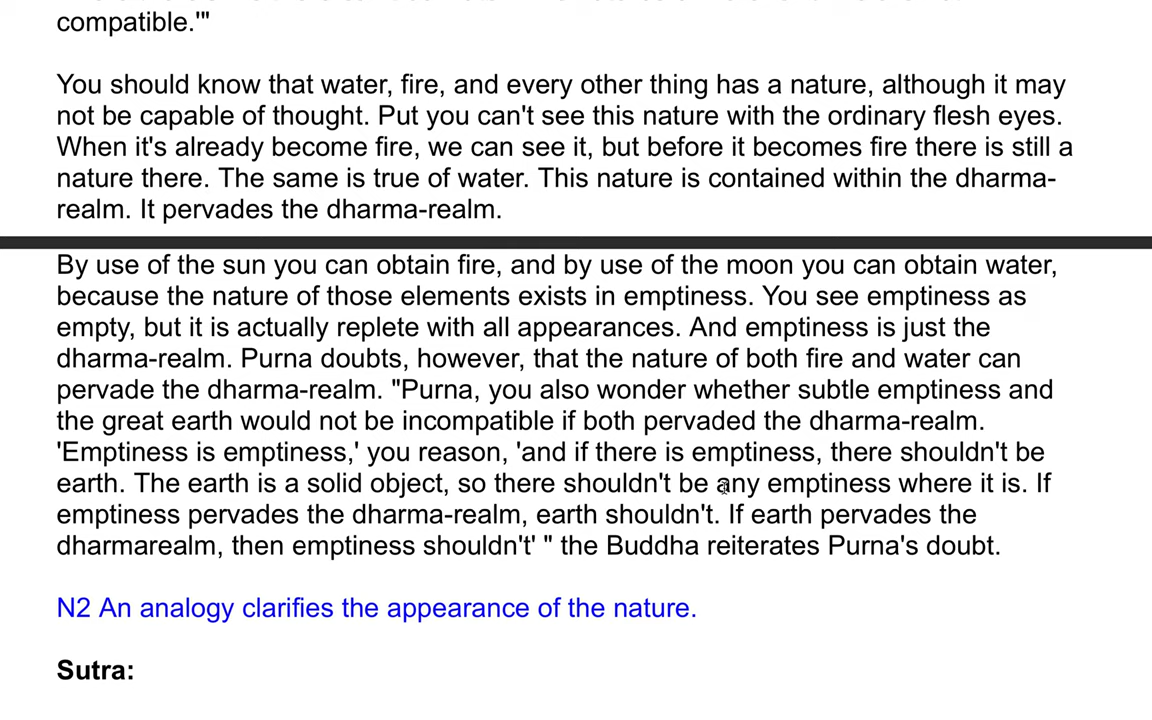 compatible.'"
You should know that water, fire, and every other thing has a nature, although it may
not be capable of thought. Put you can't see this nature with the ordinary flesh eyes.
When it's already become fire, we can see it, but before it becomes fire there is still a
nature there. The same is true of water. This nature is contained within the dharma-
realm. It pervades the dharma-realm.
By use of the sun you can obtain fire, and by use of the moon you can obtain water,
because the nature of those elements exists in emptiness. You see emptiness as
empty, but it is actually replete with all appearances. And emptiness is just the
dharma-realm. Purna doubts, however, that the nature of both fire and water can
pervade the dharma-realm. "Purna, you also wonder whether subtle emptiness and
the great earth would not be incompatible if both pervaded the dharma-realm.
'Emptiness is emptiness,' you reason, 'and if there is emptiness, there shouldn't be
earth. The earth is a solid object, so there shouldn't be any emptiness where it is. If
emptiness pervades the dharma-realm, earth shouldn't. If earth pervades the
dharmarealm, then emptiness shouldn't' " the Buddha reiterates Purna's doubt.
N2 An analogy clarifies the appearance of the nature.
Sutra: